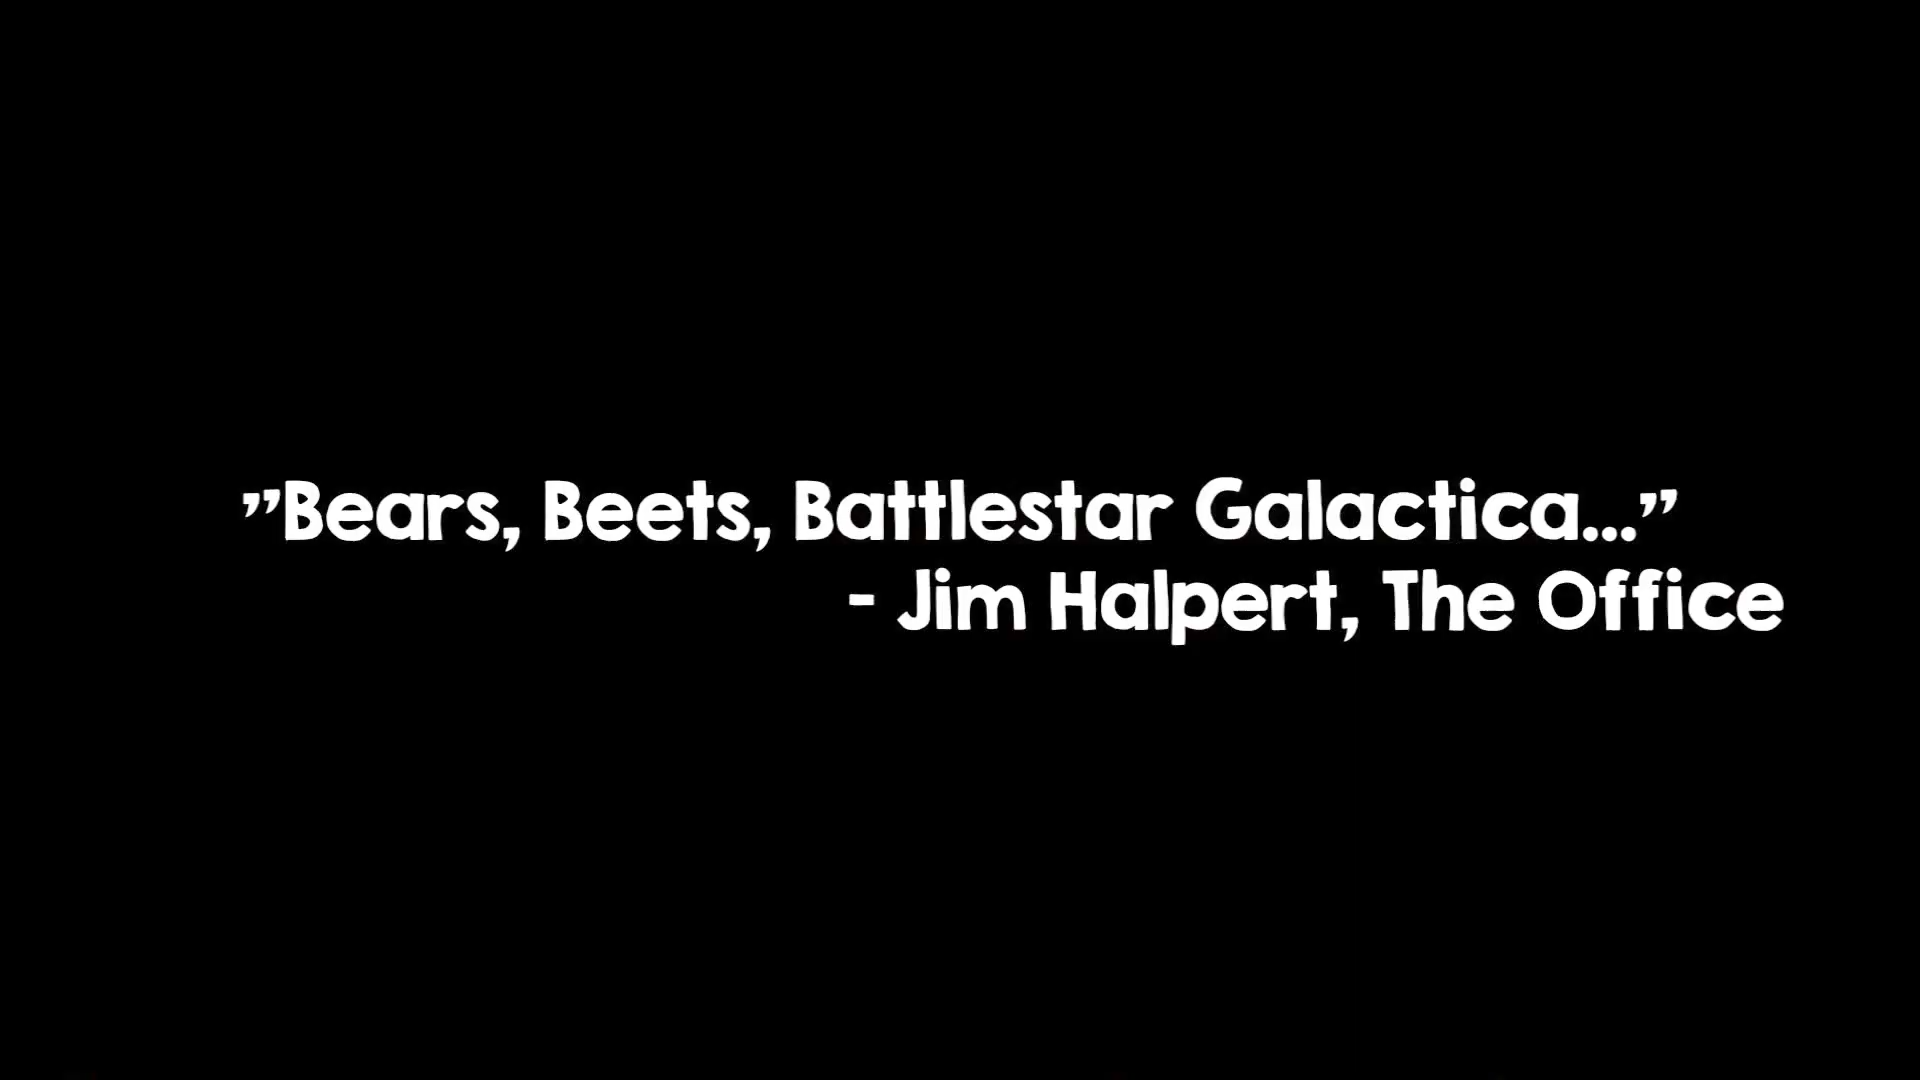 ”Bears, Beets, Battlestar Galactica...”
- Jim Halpert, The Office